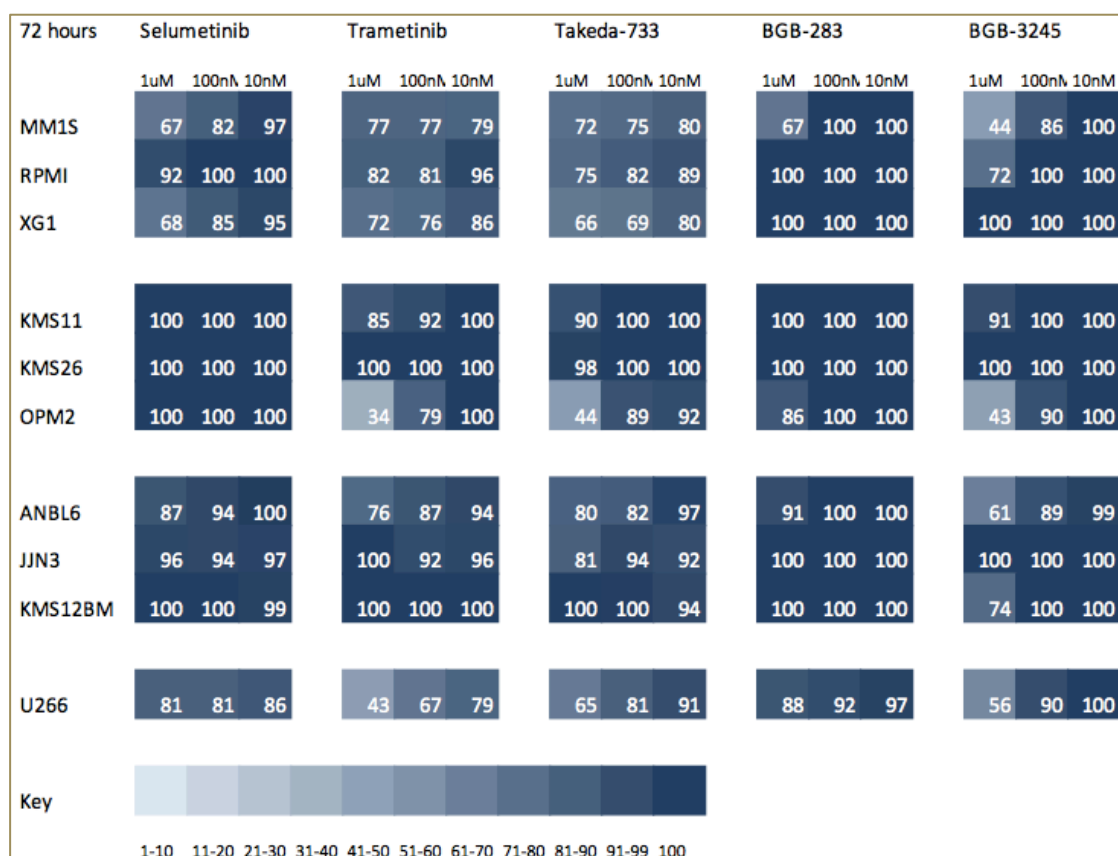 72 hours Selumetinib Trametinib Takeda-733 BGB-283 BGB-3245
1uM 100nM 10nM 1uM 100nM 10nM 1uM 100nM 10nM 1uM 100nM 10nM 1uM 100nM 10nM
MM1S 67 82 97 77 77 79 72 75 80 67 100 100 44 86 100
RPMI 92 100 100 82 81 96 75 82 89 100 100 100 72 100 100
XG1 68 85 95 72 76 86 66 69 80 100 100 100 100 100 100
KMS11 100 100 100 85 92 100 90 100 100 100 100 100 91 100 100
KMS26 100 100 100 100 100 100 98 100 100 100 100 100 100 100 100
OPM2 100 100 100 34 79 100 44 89 92 86 100 100 43 90 100
ANBL6 87 94 100 76 87 94 80 82 97 91 100 100 61 89 99
JJN3 96 94 97 100 92 96 81 94 92 100 100 100 100 100 100
KMS12BM 100 100 99 100 100 100 100 100 94 100 100 100 74 100 100
U266 81 81 86 43 67 79 65 81 91 88 92 97 56 90 100
Key
1-10 11-20 21-30 31-40 41-50 51-60 61-70 71-80 81-90 91-99 100